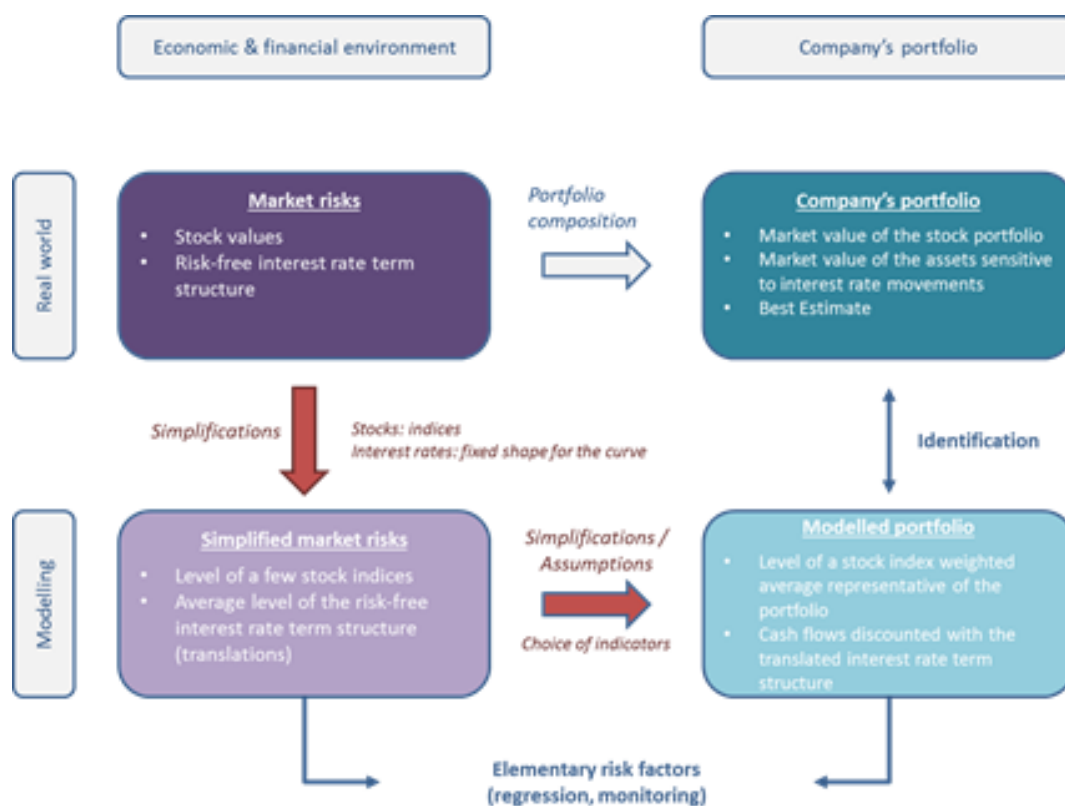 Economic & financial environment
Company's portfolio
Real world
Market risks
• Stock values
• Risk-free interest rate term
structure
Portfolio
composition
Company's portfolio
• Market value of the stock portfolio
• Market value of the assets sensitive
to interest rate movements
• Best Estimate
Simplifications
Stocks: indices
Interest rates: fixed shape for the curve
Identification
Modelling
Simplified market risks
• Level of a few stock indices
• Average level of the risk-free
interest rate term structure
(translations)
Simplifications /
Assumptions
Choice of indicators
Modelled portfolio
• Level of a stock index weighted
average representative of the
portfolio
• Cash flows discounted with the
translated interest rate term
structure
Elementary risk factors
(regression, monitoring)